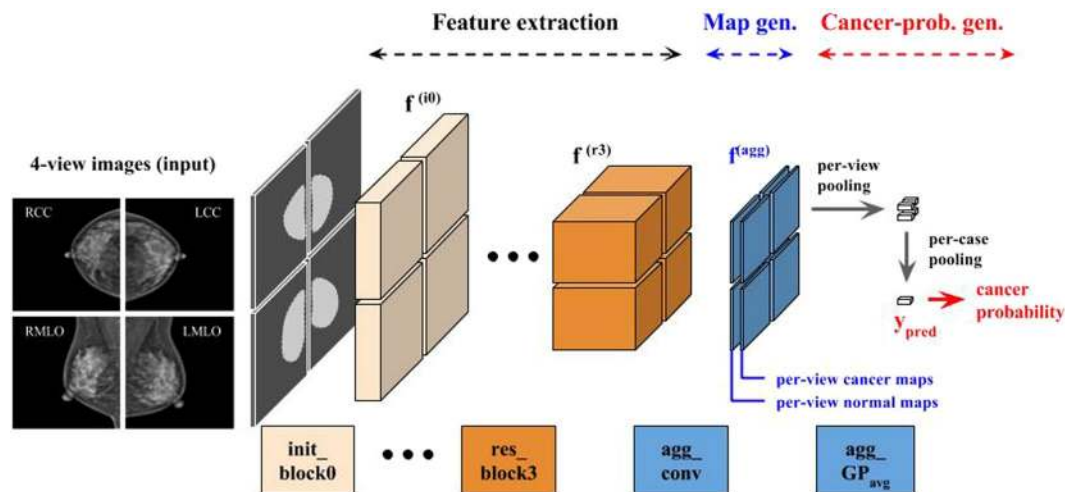 Feature extraction
Map gen.
Cancer-prob. gen.
f (i0)
f (r3)
f(agg)
4-view images (input)
RCC
LCC
RMLO
LMLO
per-view
pooling
per-case
pooling
ypred
cancer
probability
per-view cancer maps
per-view normal maps
init_
block0
res_
block3
agg_
conv
agg_
GPavg